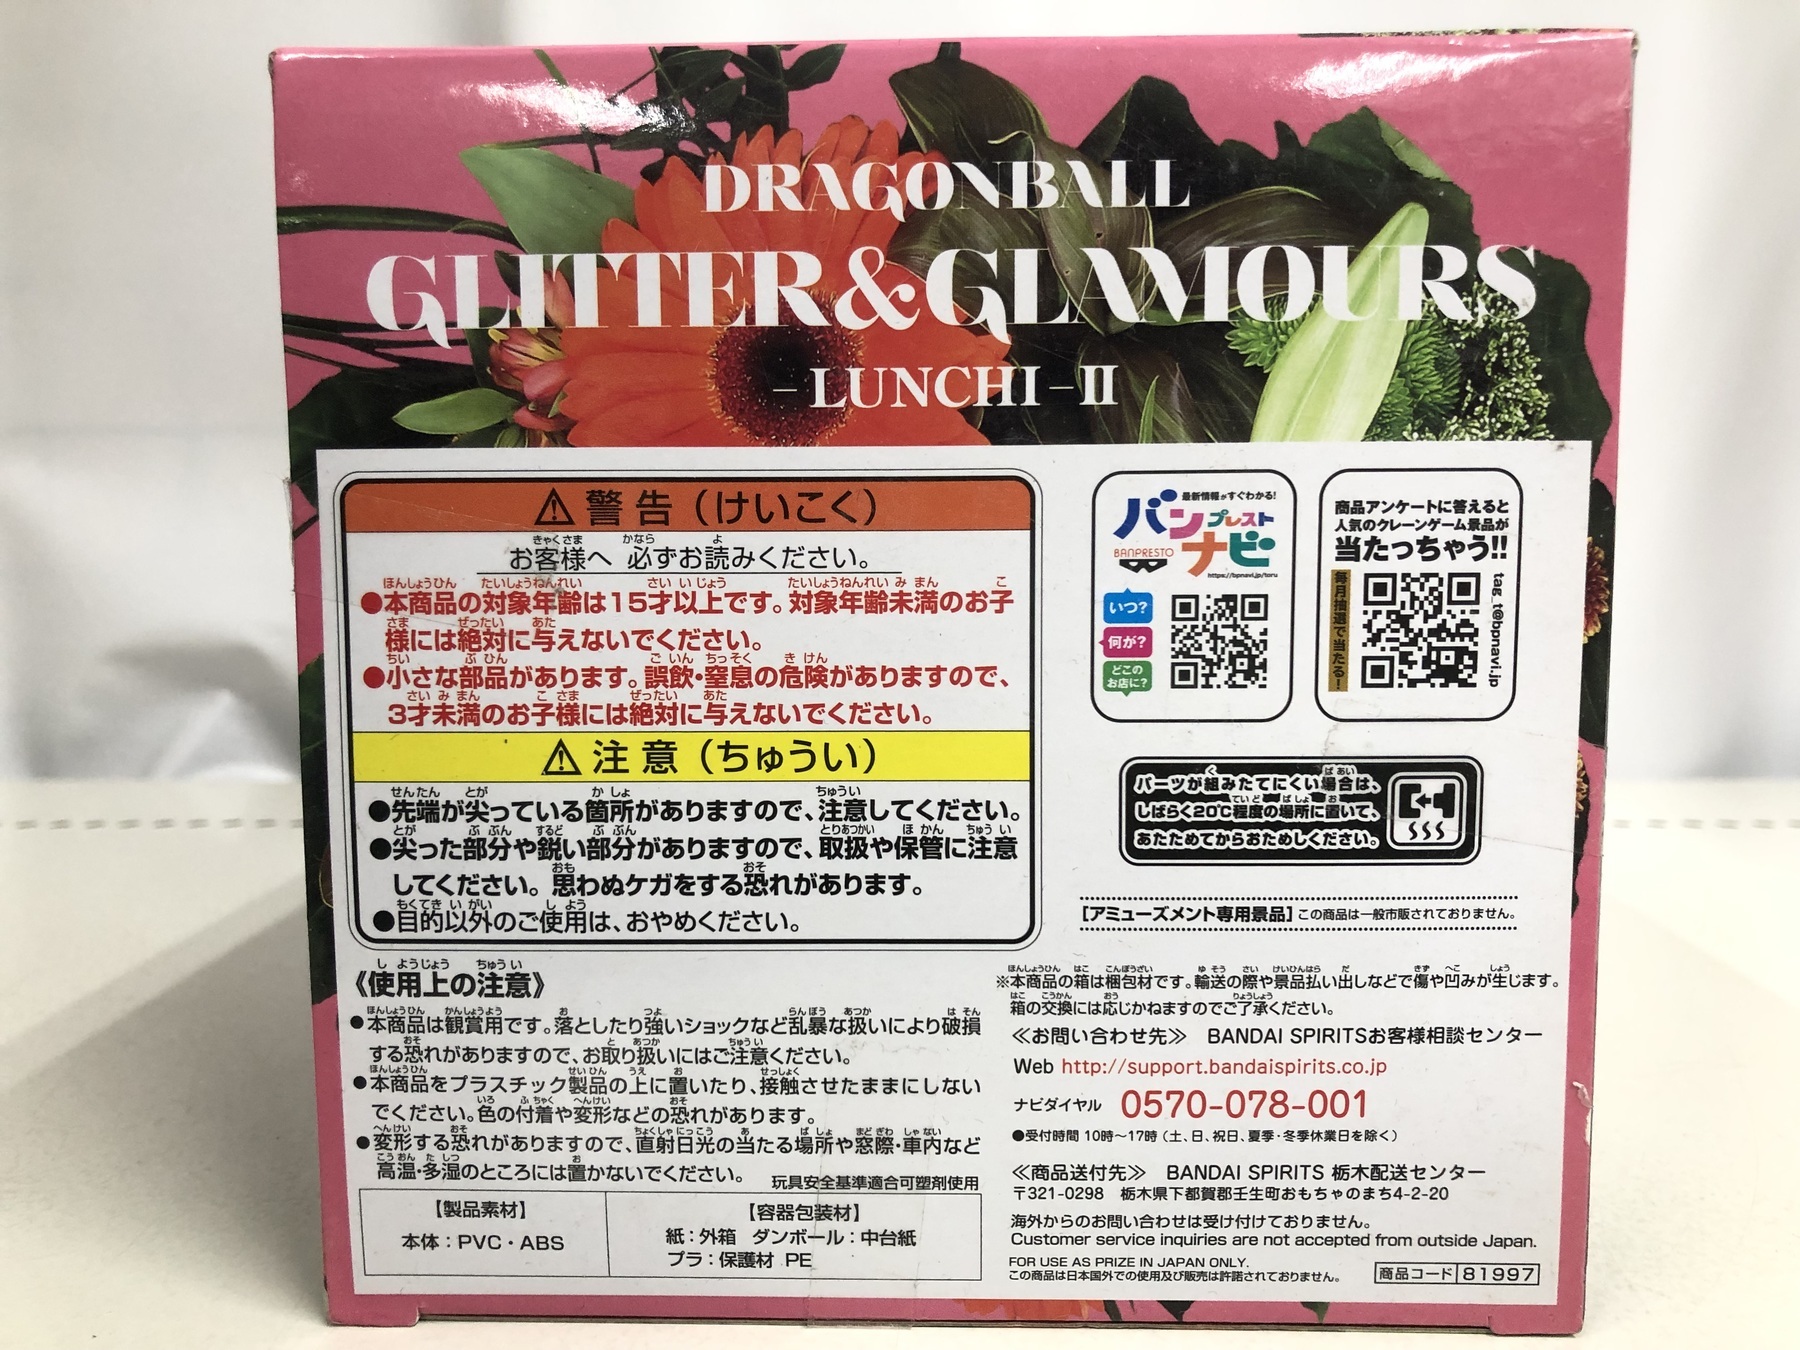 DRAGONBALL
GLITTER&GLAMOURS
-LUNCHI-II
⚠警告（けいこく）
お客様へ 必ずお読みください。
●本商品の対象年齢は15才以上です。対象年齢未満のお子
様には絶対に与えないでください。
●小さな部品があります。誤飲・窒息の危険がありますので、
3才未満のお子様には絶対に与えないでください。
⚠注意（ちゅうい）
●先端が尖っている箇所がありますので、注意してください。
●尖った部分や鋭い部分がありますので、取扱や保管に注意
してください。思わぬケガをする恐れがあります。
●目的以外のご使用は、おやめください。
《使用上の注意》
●本商品は観賞用です。落としたり強いショックなど乱暴な扱いにより破損
する恐れがありますので、お取り扱いにはご注意ください。
●本商品をプラスチック製品の上に置いたり、接触させたままにしない
でください。色の付着や変形などの恐れがあります。
●変形する恐れがありますので、直射日光の当たる場所や窓際・車内など
高温・多湿のところには置かないでください。
玩具安全基準適合可塑剤使用
【製品素材】
本体：PVC・ABS
【容器包装材】
紙：外箱 ダンボール：中台紙
プラ：保護材 PE
最新情報がすぐわかる!
バンプレストナビ
BANPRESTO
https://bpnavi.jp/toru
いつ?
何が?
どこの
お店に?
商品アンケートに答えると
人気のクレーンゲーム景品が
当たっちゃう!!
毎月抽選で当たる!
tag_t@bpnavi.jp
パーツが組みたてにくい場合は、
しばらく20℃程度の場所に置いて、
あたためてからおためしください。
[アミューズメント専用景品] この商品は一般市販されておりません。
※本商品の箱は梱包材です。輸送の際や景品払い出しなどで傷や凹みが生じます。
箱の交換には応じかねますのでご了承ください。
≪お問い合わせ先≫ BANDAI SPIRITSお客様相談センター
Web http://support.bandaispirits.co.jp
ナビダイヤル 0570-078-001
●受付時間 10時～17時（土、日、祝日、夏季・冬季休業日を除く）
≪商品送付先≫ BANDAI SPIRITS 栃木配送センター
〒321-0298 栃木県下都賀郡壬生町おもちゃのまち4-2-20
海外からのお問い合わせは受け付けておりません。
Customer service inquiries are not accepted from outside Japan.
FOR USE AS PRIZE IN JAPAN ONLY.
この商品は日本国外での使用及び販売は許諾されておりません。
商品コード 81997